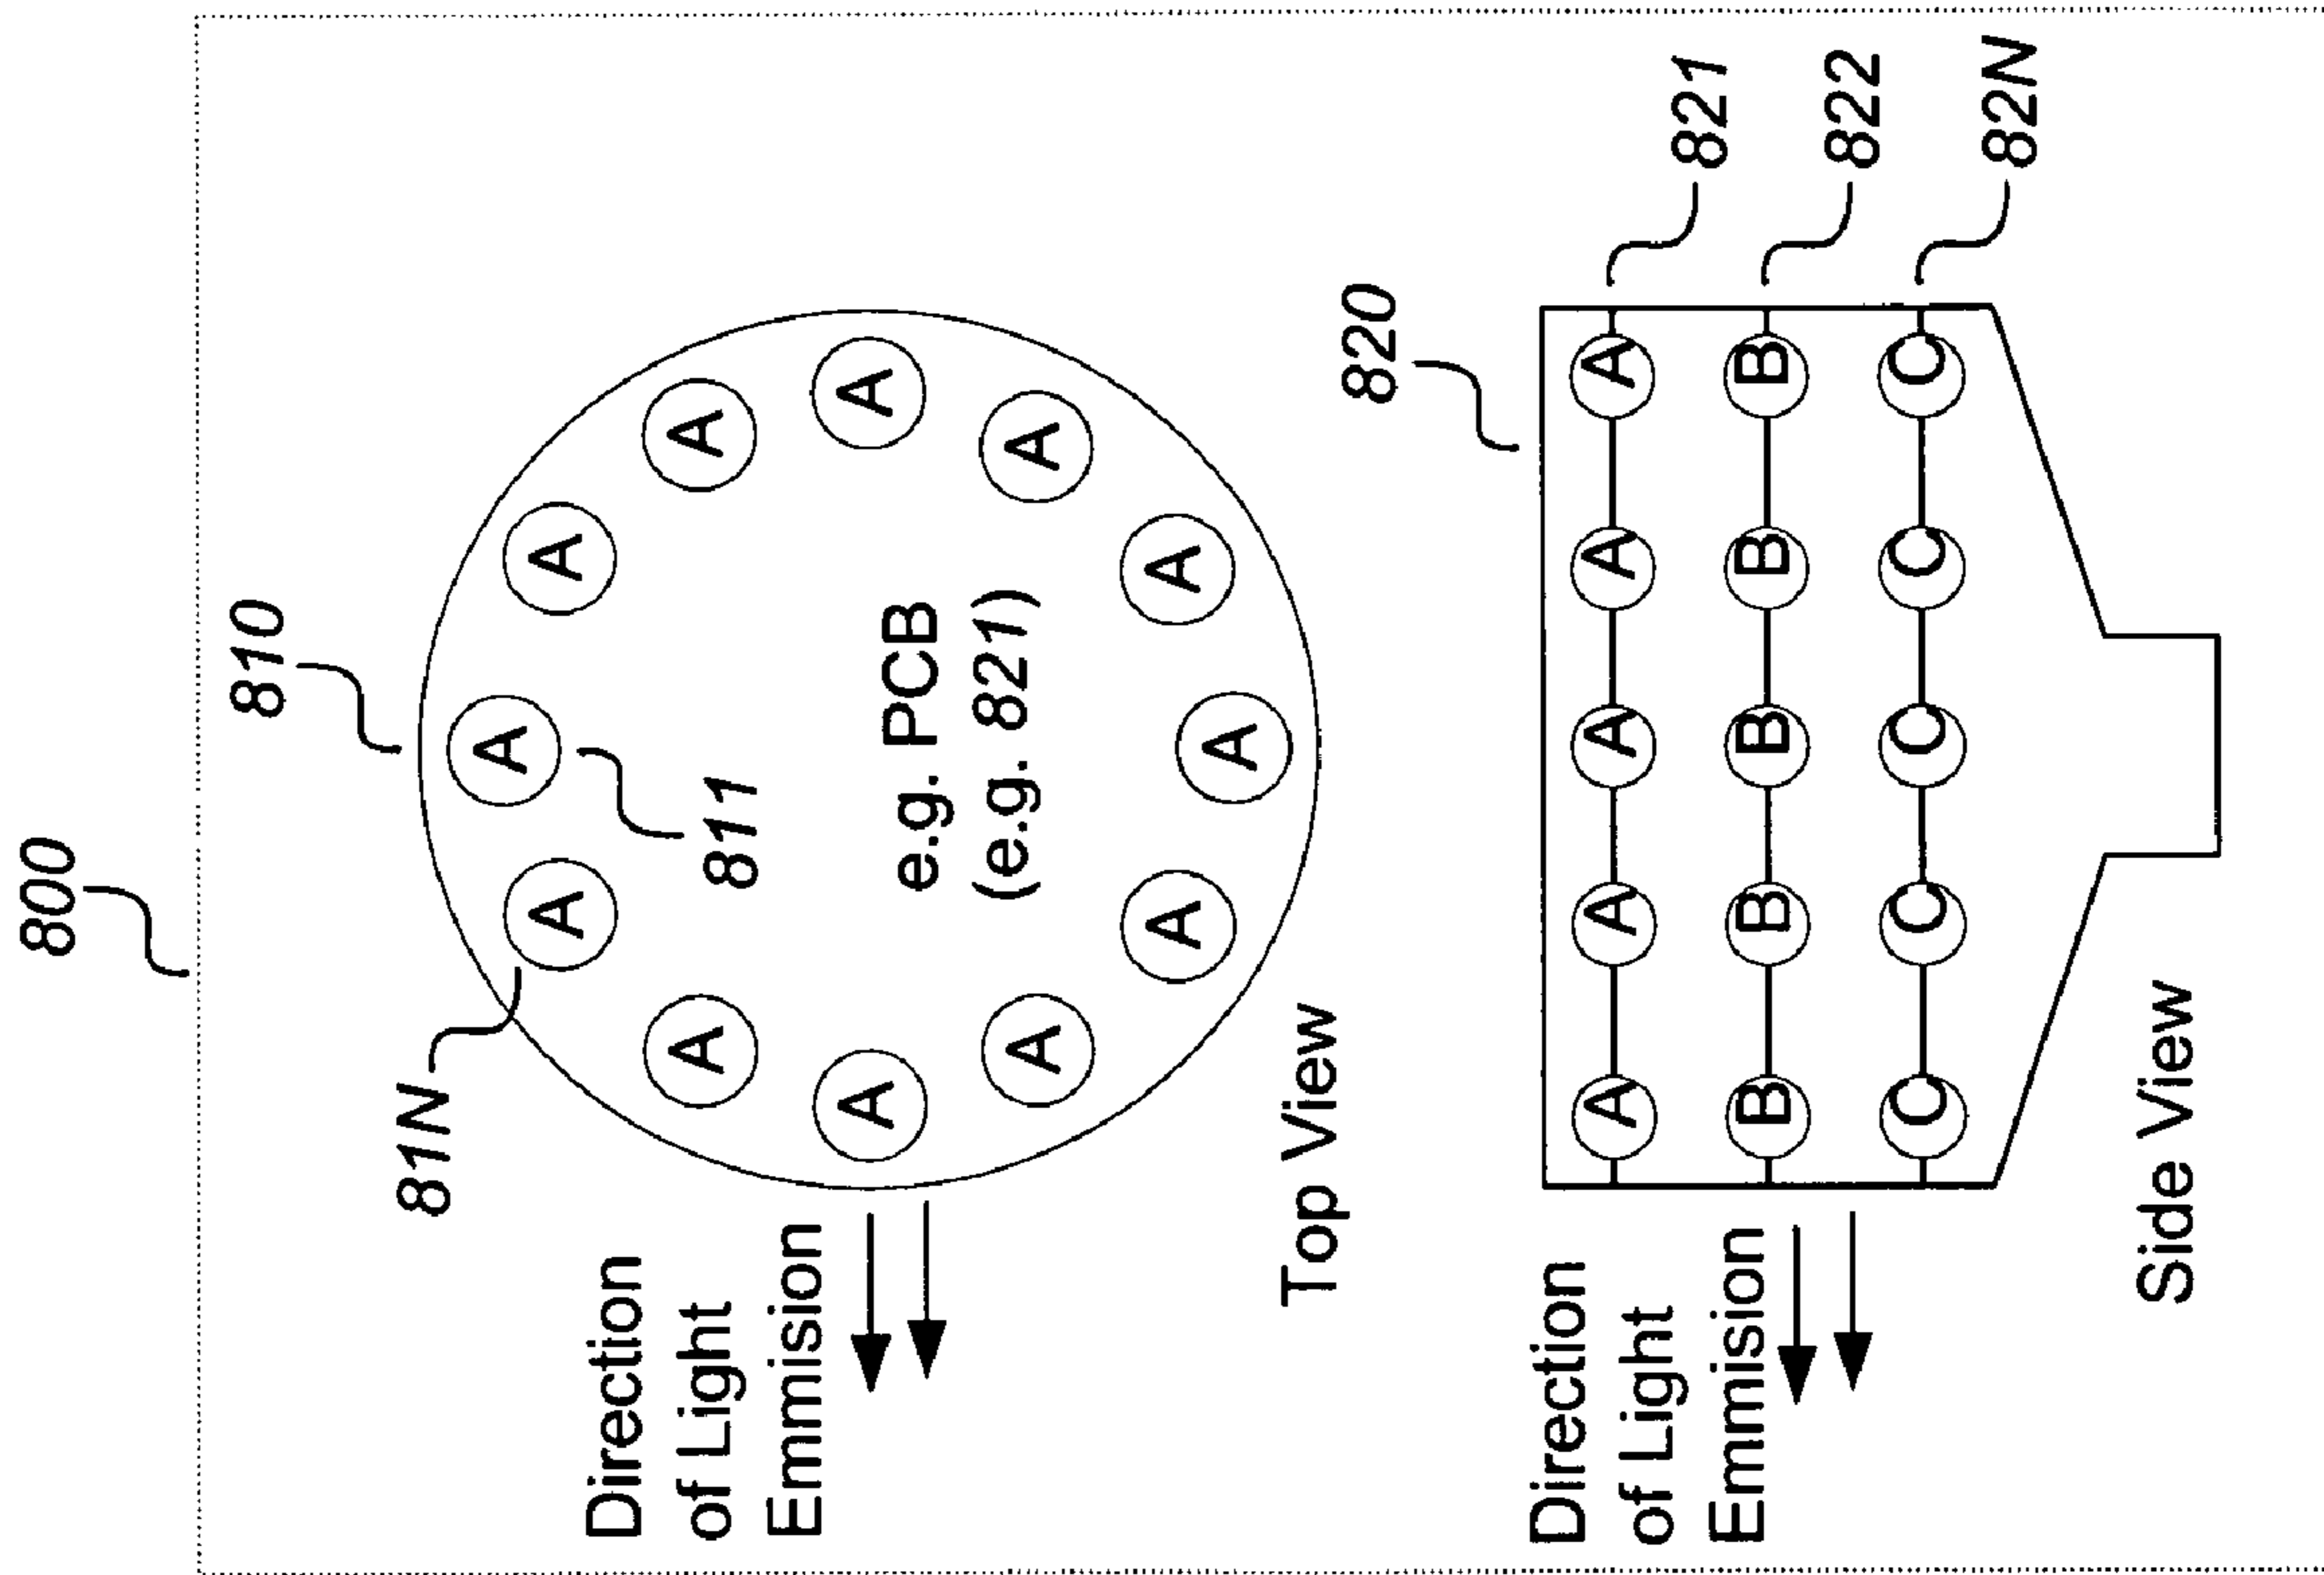 800
810
81N
A
A A
811
A A
Direction
of Light
Emmision
A A
e.g. PCB
(e.g. 821)
A A
A A
A
Top View
820
Direction
of Light
Emmision
A A A A A 821
B B B B B 822
C C C C C 82N
Side View